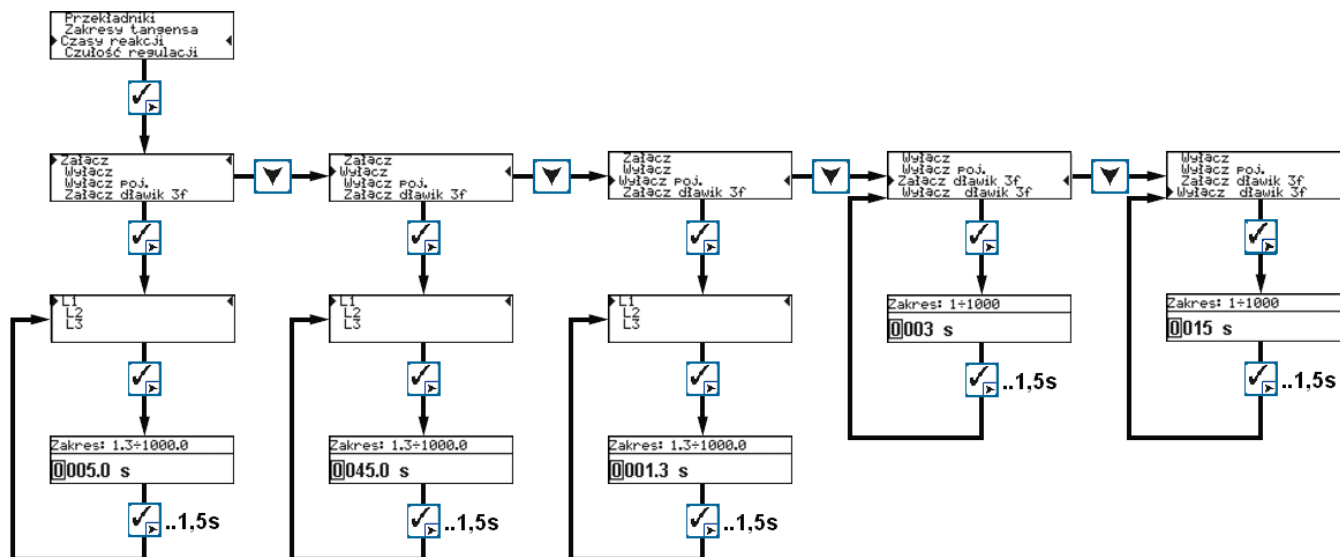 Przekładniki
Zakresy tangensa
Czasy reakcji
Czułość regulacji
Załącz
Wyłącz
Wyłącz poj.
Załącz dławik 3f
Załącz
Wyłącz
Wyłącz poj.
Załącz dławik 3f
Załącz
Wyłącz
Wyłącz poj.
Załącz dławik 3f
Wyłącz
Wyłącz poj.
Załącz dławik 3f
Wyłącz dławik 3f
Wyłącz
Wyłącz poj.
Załącz dławik 3f
Wyłącz dławik 3f
L1
L2
L3
L1
L2
L3
L1
L2
L3
Zakres: 1÷1000
0003 s
Zakres: 1÷1000
0015 s
..1,5s
..1,5s
Zakres: 1.3÷1000.0
0005.0 s
Zakres: 1.3÷1000.0
0045.0 s
Zakres: 1.3÷1000.0
0001.3 s
..1,5s
..1,5s
..1,5s